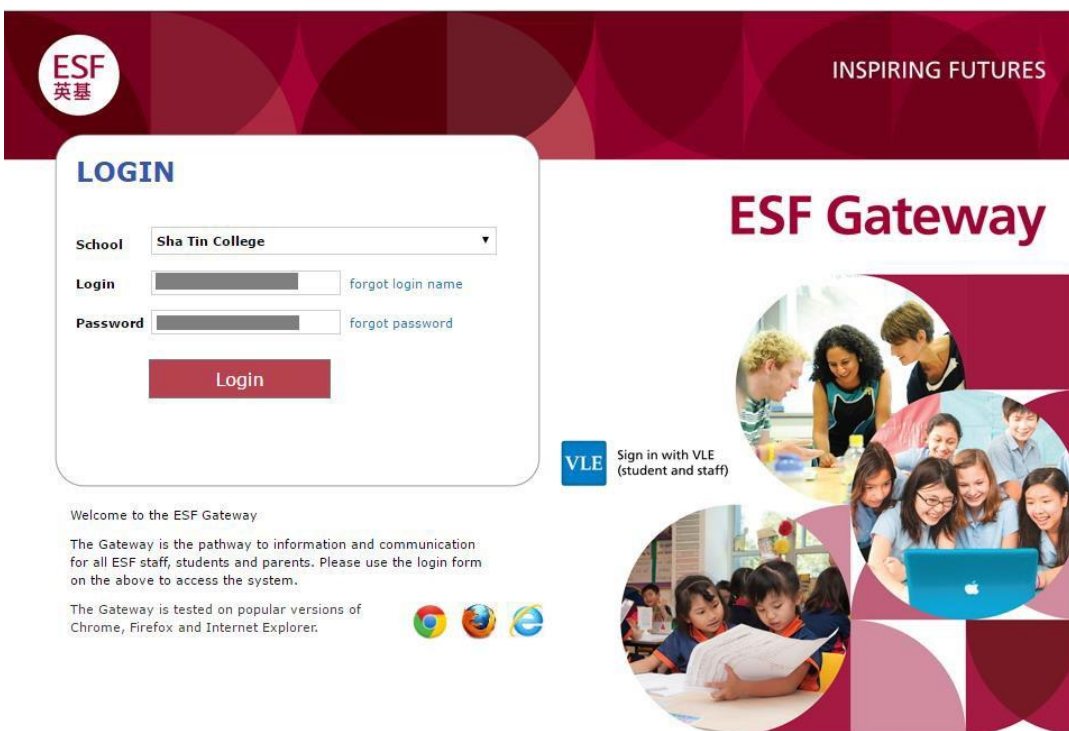 ESF
英基
INSPIRING FUTURES
LOGIN
ESF Gateway
School Sha Tin College
Login forgot login name
Password forgot password
Login
VLE Sign in with VLE
(student and staff)
Welcome to the ESF Gateway
The Gateway is the pathway to information and communication
for all ESF staff, students and parents. Please use the login form
on the above to access the system.
The Gateway is tested on popular versions of
Chrome, Firefox and Internet Explorer.